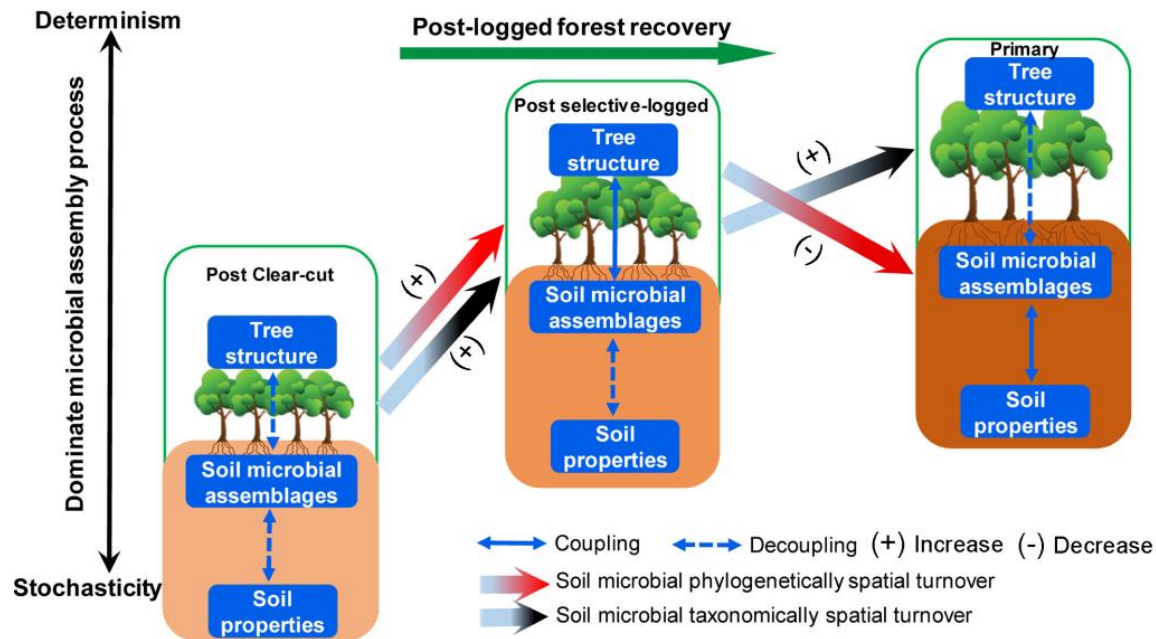 Determinism
Dominate microbial assembly process
Stochasticity
Post-logged forest recovery
Post Clear-cut
Tree
structure
Soil microbial
assemblages
Soil
properties
(+)
(+)
Post selective-logged
Tree
structure
Soil microbial
assemblages
Soil
properties
(+)
(-)
Primary
Tree
structure
Soil microbial
assemblages
Soil
properties
Coupling Decoupling (+) Increase (-) Decrease
Soil microbial phylogenetically spatial turnover
Soil microbial taxonomically spatial turnover